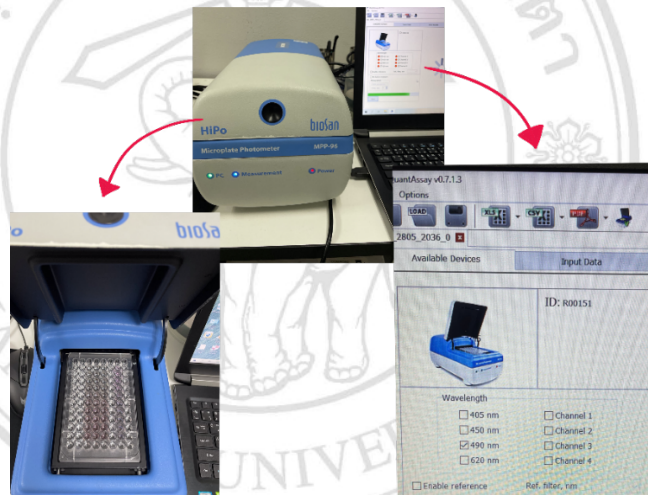 HiPo
bioSan
Microplate Photometer
MPP-96
PC
Measurement
Power
biosa
uantAssay v0.7.1.3
Options
LOAD
XLS
CSV
PDF
_2805_2036_0
Available Devices
Input Data
ID: R00151
Wavelength
405 nm
Channel 1
450 nm
Channel 2
490 nm
Channel 3
620 nm
Channel 4
Enable reference
Ref. filter, nm
UNIVE